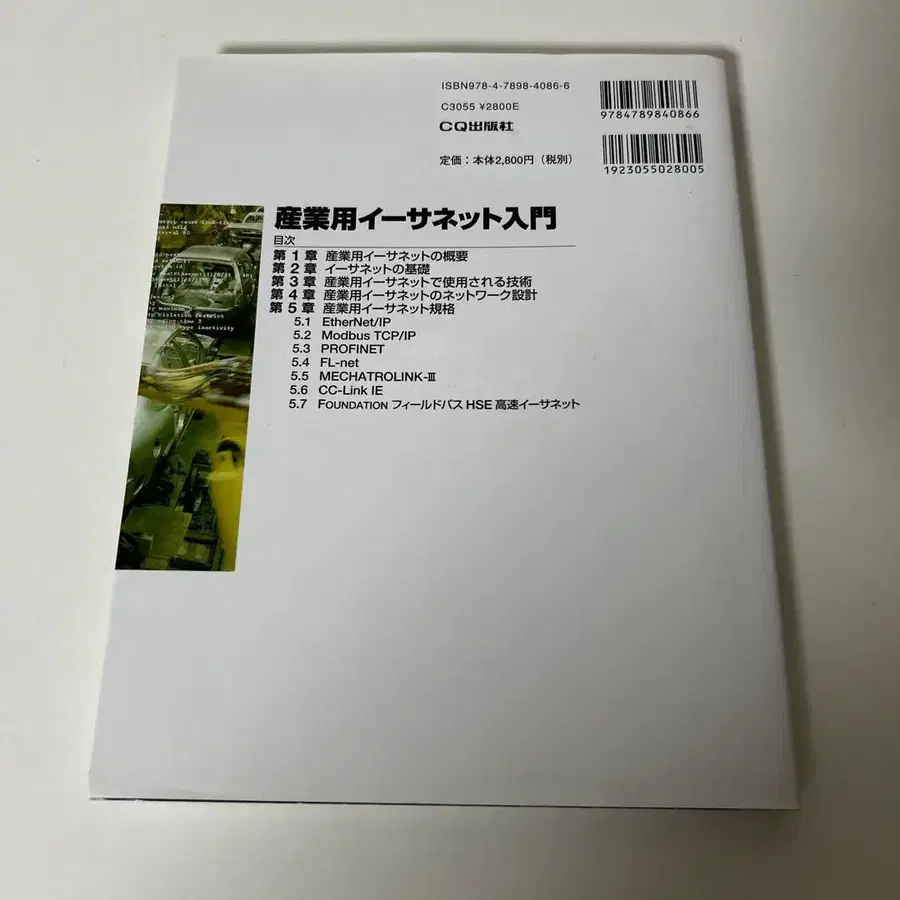 ISBN978-4-7898-4086-6
C3055 ¥2800E
CQ出版社
定価：本体2,800円（税別）
9784789840866
1923055028005
産業用イーサネット入門
目次
第1章 産業用イーサネットの概要
第2章 イーサネットの基礎
第3章 産業用イーサネットで使用される技術
第4章 産業用イーサネットのネットワーク設計
第5章 産業用イーサネット規格
5.1 EtherNet/IP
5.2 Modbus TCP/IP
5.3 PROFINET
5.4 FL-net
5.5 MECHATROLINK-Ⅲ
5.6 CC-Link IE
5.7 FOUNDATION フィールドバス HSE 高速イーサネット